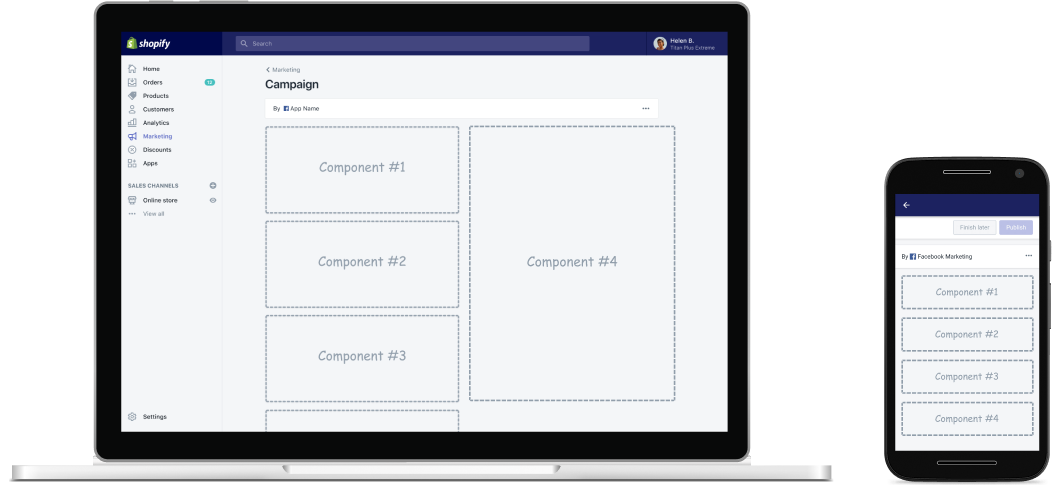 shopify
Search
Helen B.
Titan Plus Extreme
Home
Orders
Products
Customers
Analytics
Marketing
Discounts
Apps
SALES CHANNELS
Online store
View all
Settings
Marketing
Campaign
By App Name
Component #1
Component #2
Component #3
Component #4
Finish later Publish
By Facebook Marketing
Component #1
Component #2
Component #3
Component #4